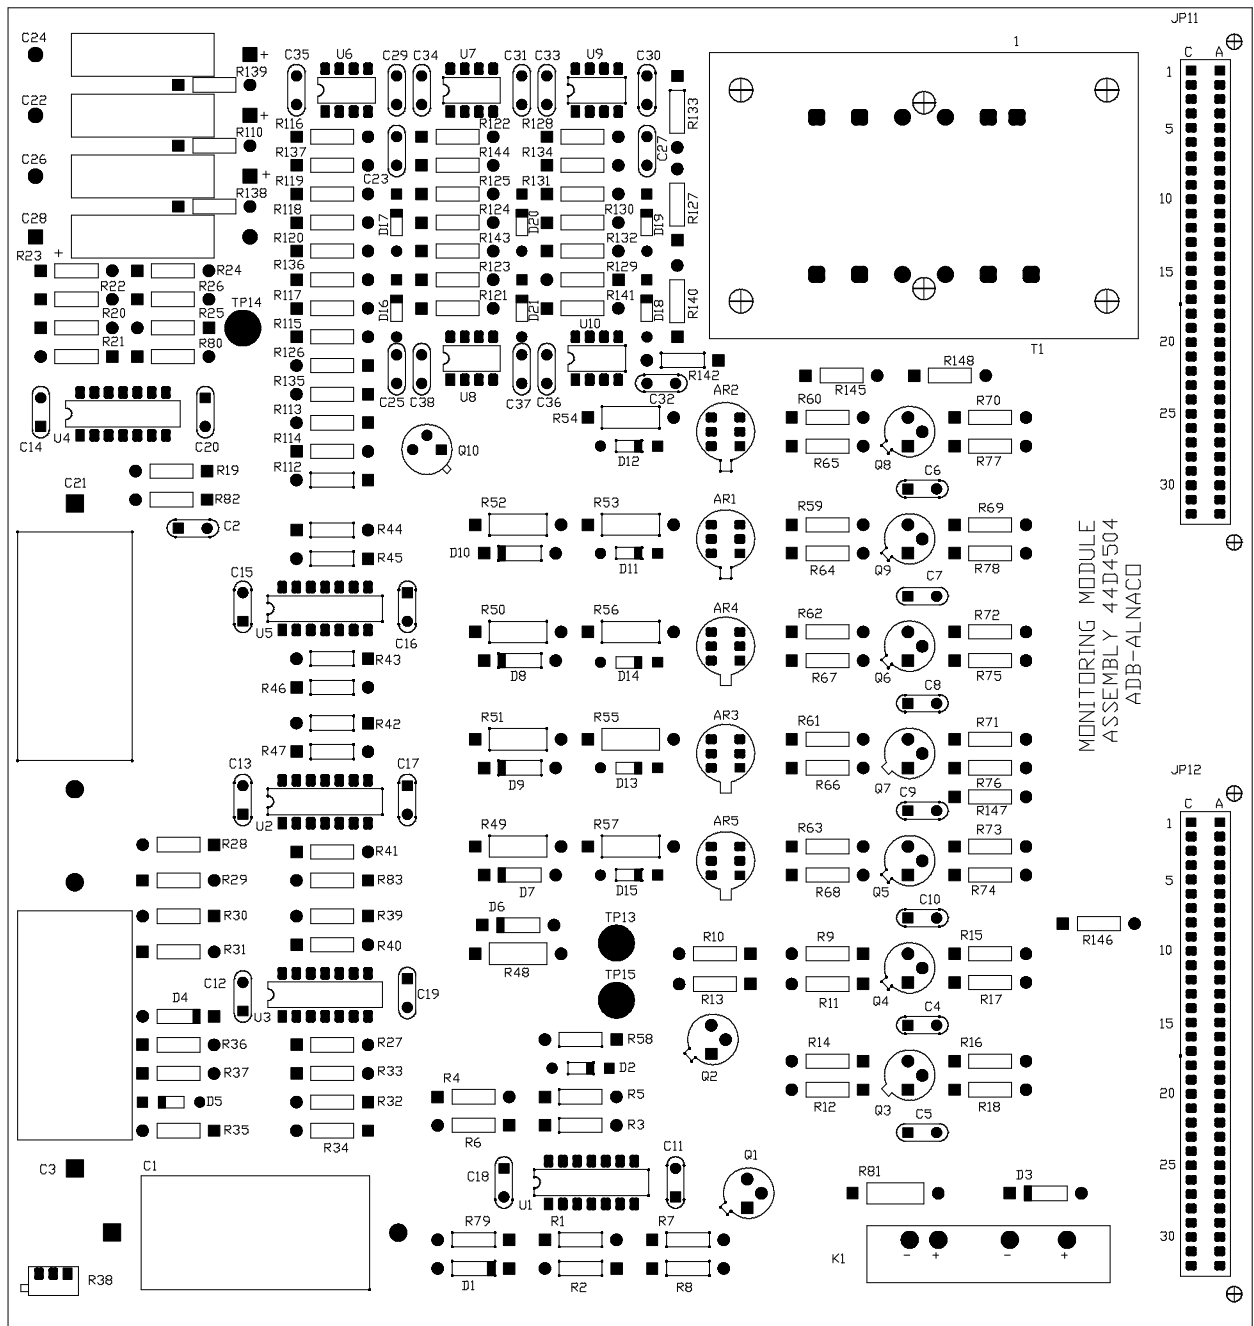 JP11
C24
+
C35
U6
C29
C34
U7
C31
C33
U9
C30
1
C
A
R139
1
C22
+
R133
R116
R122
R128
5
R110
R137
R144
R134
C27
C26
+
C23
R119
R125
R131
R138
10
R118
D17
R124
D20
R130
D19
R127
C28
R120
R143
R132
R23
+
R24
R136
R123
R129
15
R22
R26
TP14
R117
D16
R121
D21
R141
D18
R140
R20
R25
R115
U10
R21
R80
R126
20
T1
R148
R142
R135
C25
C38
U8
C37
C36
C32
AR2
R145
R113
R54
R60
R70
25
C14
U4
C20
R114
Q10
D12
R65
Q8
R77
R112
R19
C6
C21
30
R82
R52
R53
AR1
R59
R69
C2
R44
D10
D11
R64
Q9
R78
R45
C15
C7
R50
R56
AR4
R62
R72
U5
C16
R43
D8
D14
R67
Q6
R75
R46
C8
R51
R55
AR3
R61
R71
R42
R47
MONITORING MODULE
ASSEMBLY 44D4504
ADB-ALNACO
JP12
C13
C17
D9
D13
R66
Q7
R76
C9
R147
C
A
U2
R49
R57
AR5
R63
R73
1
R28
R41
R29
R83
D7
D15
R68
Q5
R74
5
R30
R39
D6
C10
TP13
R31
R40
R48
R10
R9
R15
R146
10
C12
C19
TP15
R13
R11
Q4
R17
D4
U3
C4
15
R36
R27
R58
R14
R16
R37
R33
D2
Q2
D5
R32
R4
R5
R12
Q3
R18
20
R35
R34
R6
R3
C5
C3
C1
C18
C11
Q1
R81
D3
25
U1
R79
R1
R7
K1
-
+
-
+
30
R38
D1
R2
R8